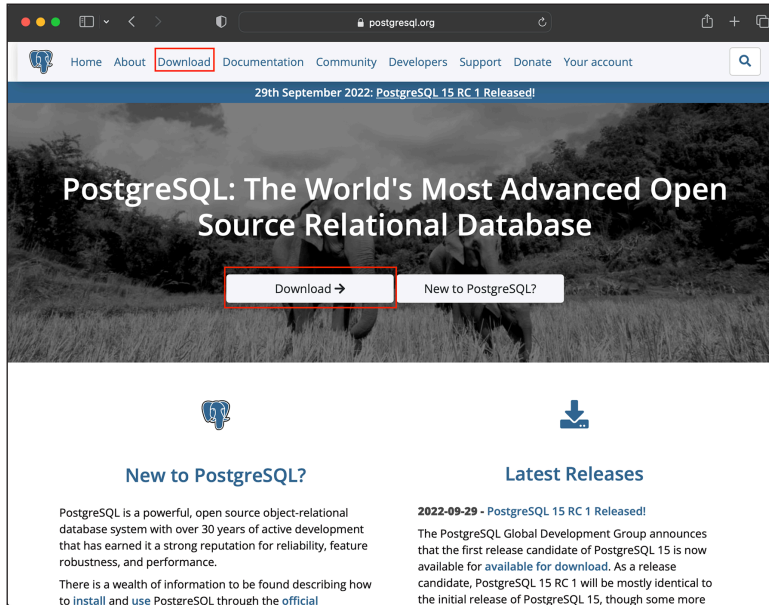 postgresql.org
Home About Download Documentation Community Developers Support Donate Your account
29th September 2022: PostgreSQL 15 RC 1 Released!
PostgreSQL: The World's Most Advanced Open
Source Relational Database
Download →
New to PostgreSQL?
New to PostgreSQL?
PostgreSQL is a powerful, open source object-relational
database system with over 30 years of active development
that has earned it a strong reputation for reliability, feature
robustness, and performance.
There is a wealth of information to be found describing how
to install and use PostgreSQL through the official
Latest Releases
2022-09-29 - PostgreSQL 15 RC 1 Released!
The PostgreSQL Global Development Group announces
that the first release candidate of PostgreSQL 15 is now
available for available for download. As a release
candidate, PostgreSQL 15 RC 1 will be mostly identical to
the initial release of PostgreSQL 15, though some more